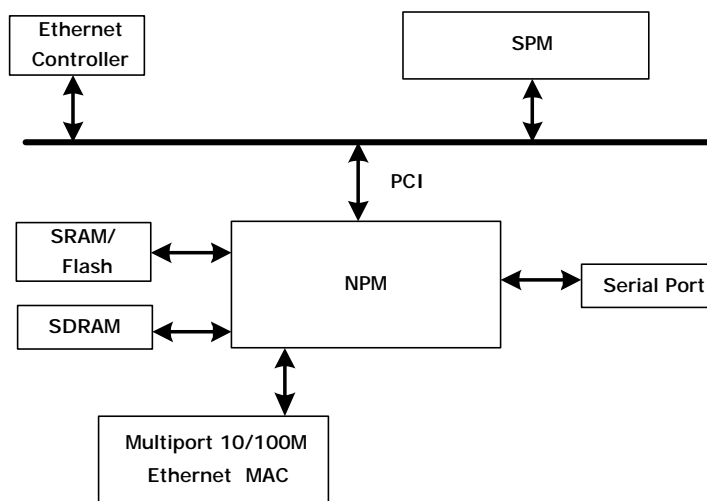 Ethernet
Controller
SPM
PCI
SRAM/
Flash
NPM
Serial Port
SDRAM
Multiport 10/100M
Ethernet MAC